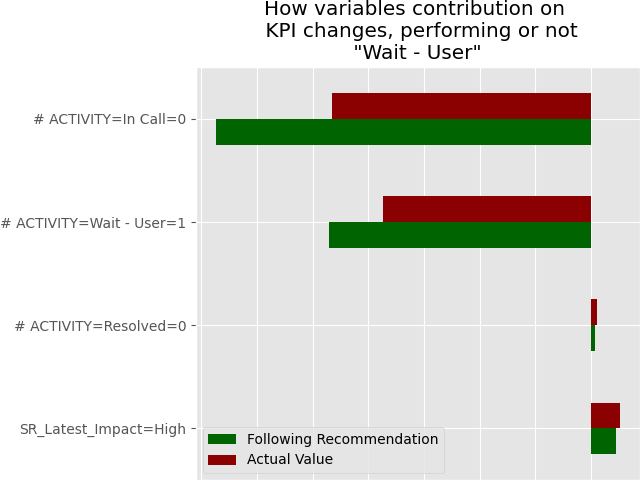 How variables contribution on
KPI changes, performing or not
"Wait - User"
# ACTIVITY=In Call=0
# ACTIVITY=Wait - User=1
# ACTIVITY=Resolved=0
SR_Latest_Impact=High
Following Recommendation
Actual Value